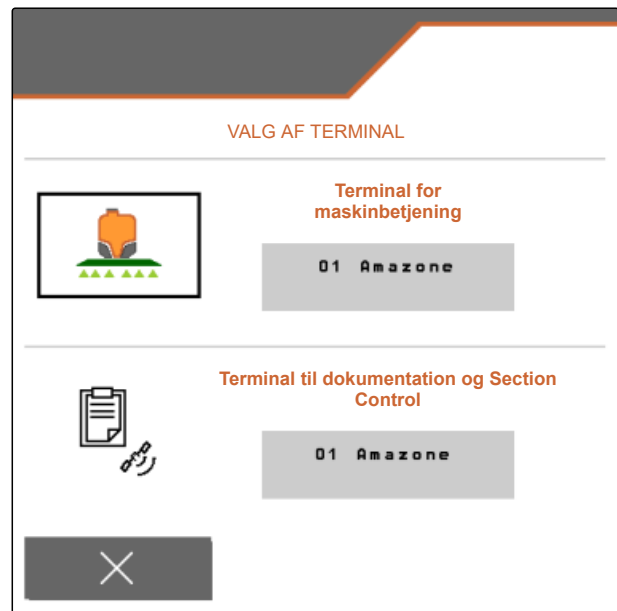 VALG AF TERMINAL
Terminal for
maskinbetjening
01 Amazone
Terminal til dokumentation og Section
Control
01 Amazone